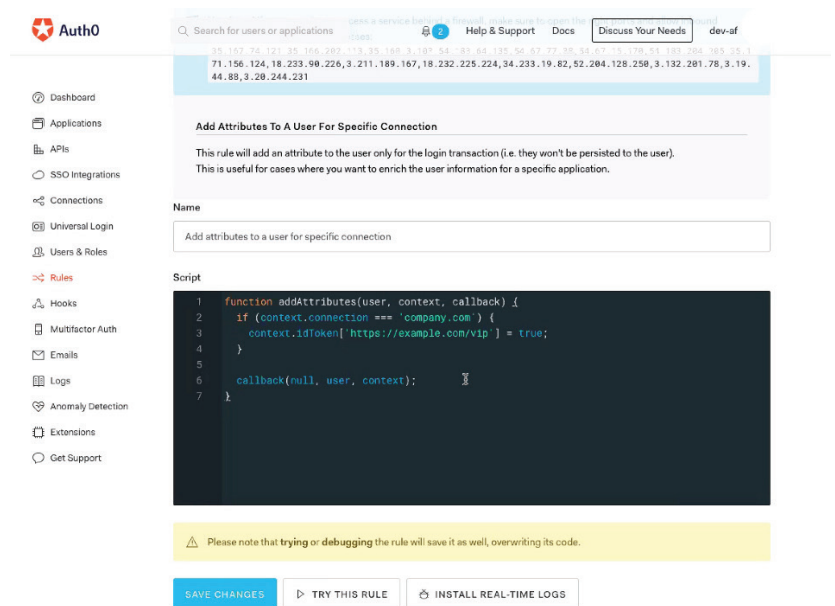 Auth0
Search for users or applications
2
Help & Support
Docs
Discuss Your Needs
dev-af
71.156.124,18.233.90.226,3.211.189.167,18.232.225.224,34.233.19.82,52.204.128.250,3.132.201.78,3.19.
44.88,3.20.244.231
Dashboard
Applications
APIs
SSO Integrations
Connections
Universal Login
Users & Roles
Rules
Hooks
Multifactor Auth
Emails
Logs
Anomaly Detection
Extensions
Get Support
Add Attributes To A User For Specific Connection
This rule will add an attribute to the user only for the login transaction (i.e. they won't be persisted to the user).
This is useful for cases where you want to enrich the user information for a specific application.
Name
Add attributes to a user for specific connection
Script
1 function addAttributes(user, context, callback) {
2 if (context.connection === 'company.com') {
3 context.idToken['https://example.com/vip'] = true;
4 }
5
6 callback(null, user, context);
7 }
Please note that trying or debugging the rule will save it as well, overwriting its code.
SAVE CHANGES
TRY THIS RULE
INSTALL REAL-TIME LOGS